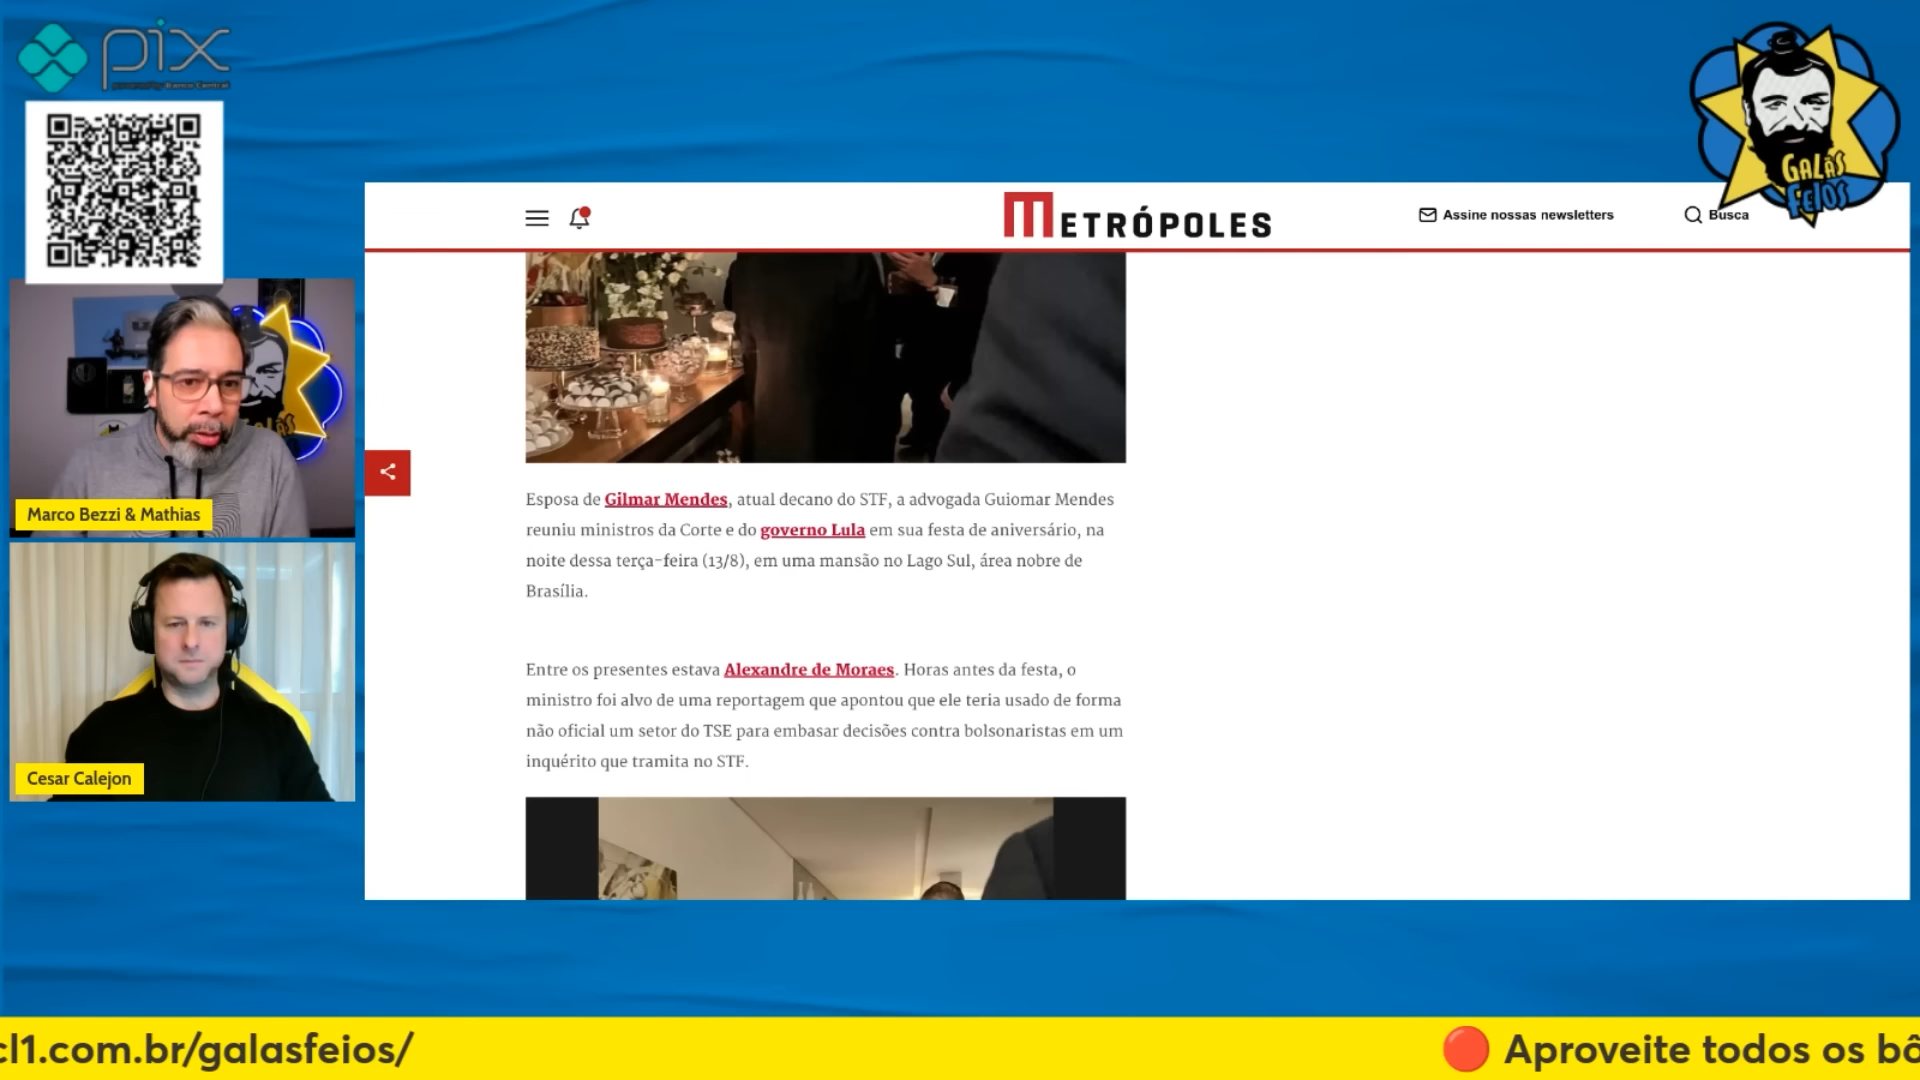 pix
powered by Banco Central
GALÃS
FEIOS
METRÓPOLES
Assine nossas newsletters
Busca
Esposa de Gilmar Mendes, atual decano do STF, a advogada Guiomar Mendes
reuniu ministros da Corte e do governo Lula em sua festa de aniversário, na
noite dessa terça-feira (13/8), em uma mansão no Lago Sul, área nobre de
Brasília.
Entre os presentes estava Alexandre de Moraes. Horas antes da festa, o
ministro foi alvo de uma reportagem que apontou que ele teria usado de forma
não oficial um setor do TSE para embasar decisões contra bolsonaristas em um
inquérito que tramita no STF.
Marco Bezzi & Mathias
Cesar Calejon
cl1.com.br/galasfeios/
Aproveite todos os bô